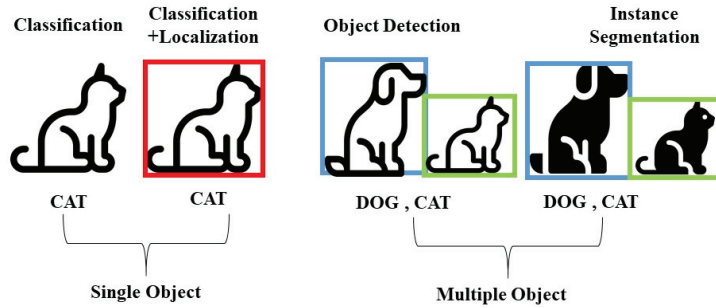 Classification
Classification
+Localization
Object Detection
Instance
Segmentation
CAT
CAT
DOG , CAT
DOG , CAT
Single Object
Multiple Object